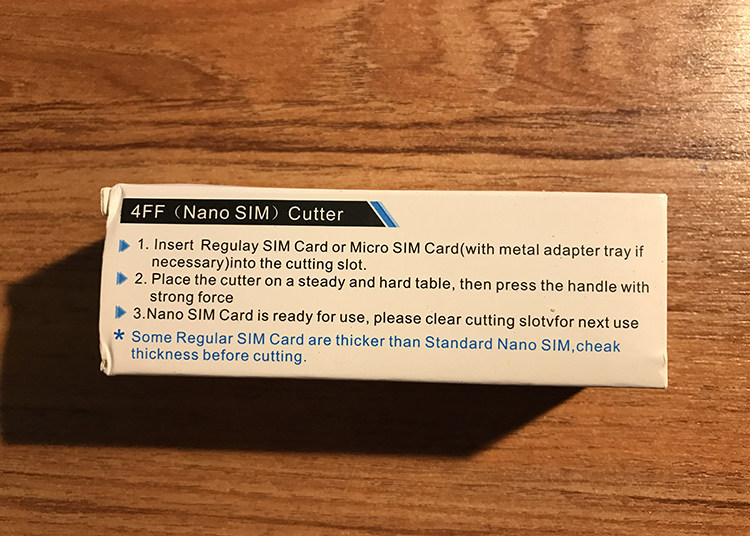 4FF (Nano SIM) Cutter
1. Insert Regulay SIM Card or Micro SIM Card(with metal adapter tray if
necessary)into the cutting slot.
2. Place the cutter on a steady and hard table, then press the handle with
strong force
3.Nano SIM Card is ready for use, please clear cutting slotvfor next use
* Some Regular SIM Card are thicker than Standard Nano SIM,cheak
thickness before cutting.